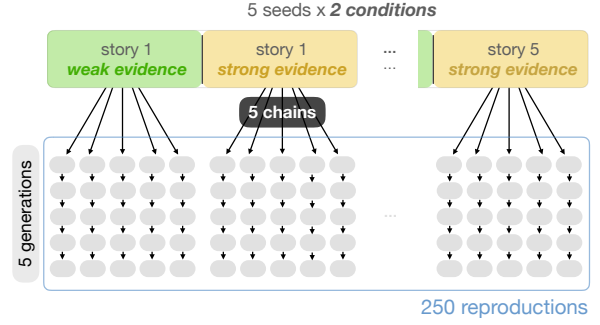 5 seeds x 2 conditions
story 1
weak evidence
story 1
strong evidence
...
...
story 5
strong evidence
5 chains
5 generations
...
250 reproductions